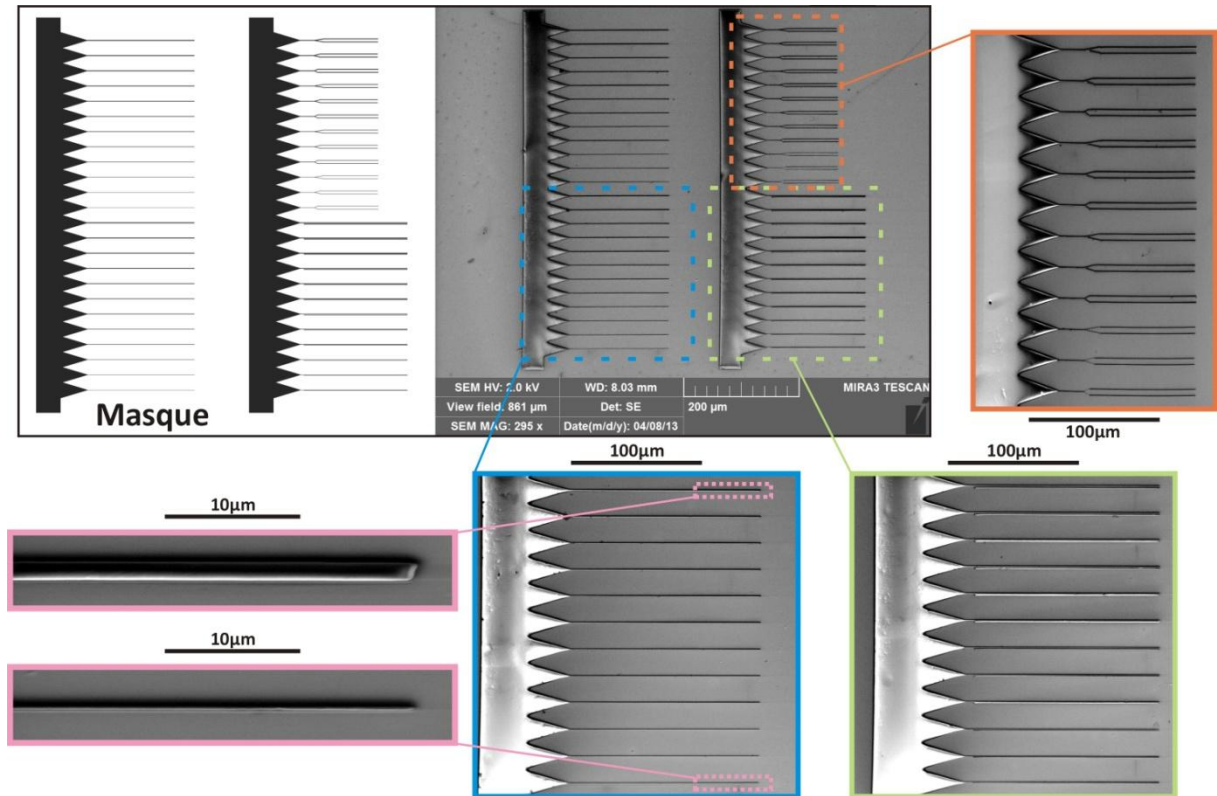 Masque
SEM HV: 2.0 kV
WD: 8.03 mm
MIRA3 TESCAN
View field: 861 µm
Det: SE
200 µm
SEM MAG: 295 x
Date(m/d/y): 04/08/13
100µm
100µm
100µm
10µm
10µm